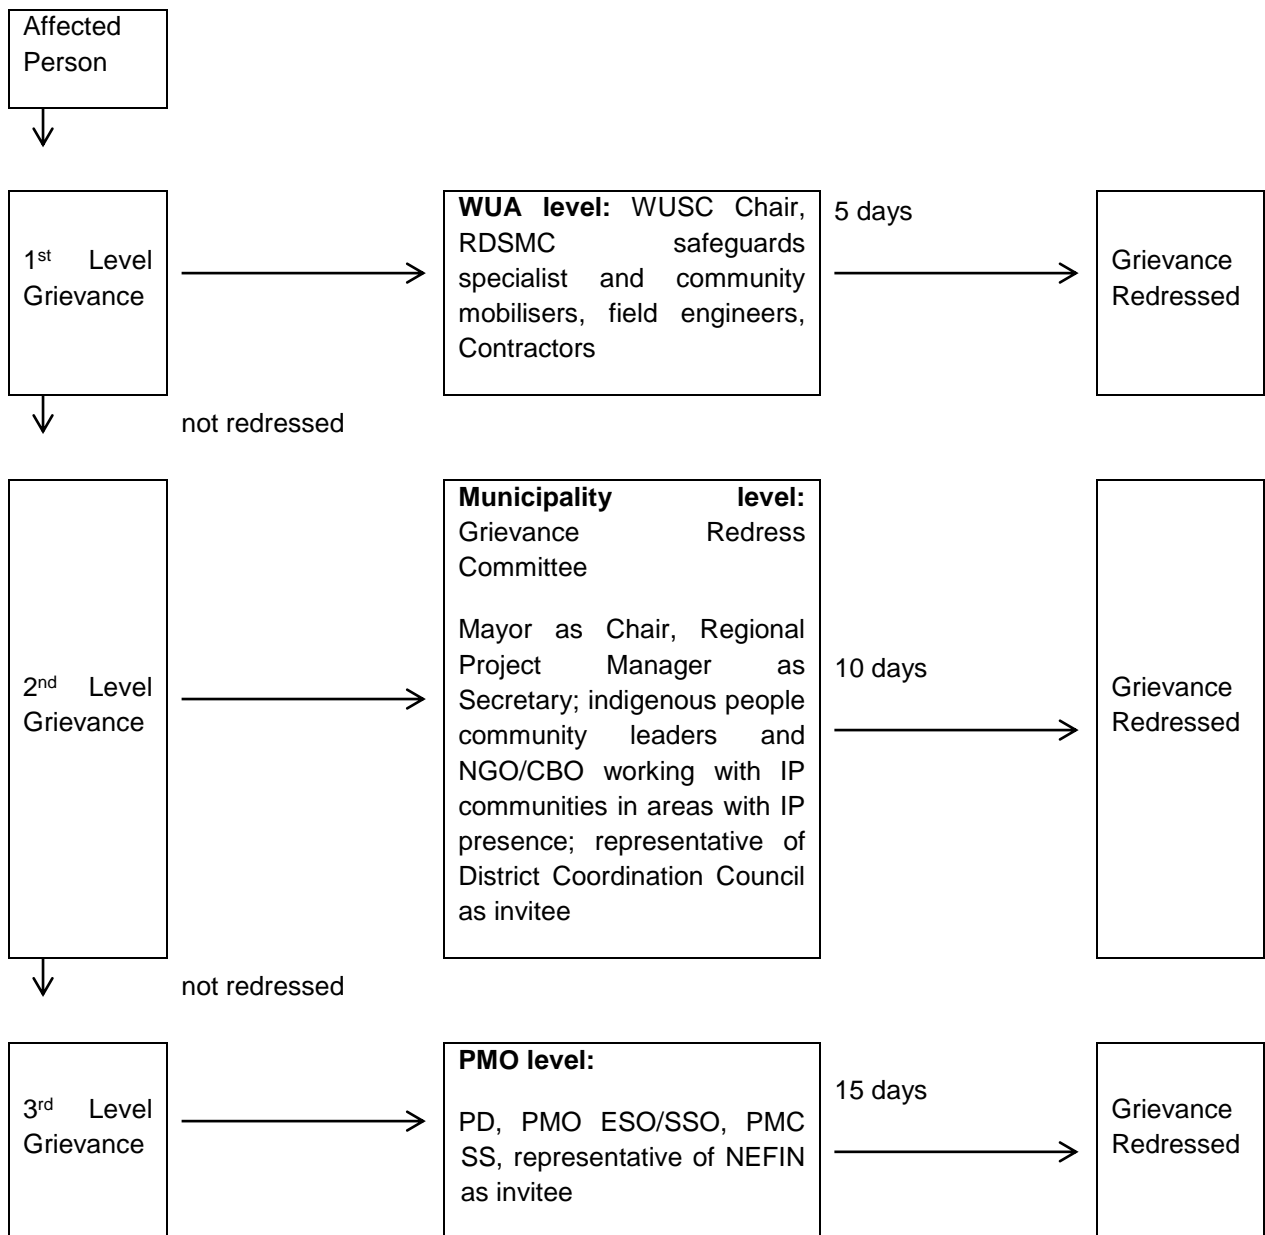 Affected
Person
1st Level
Grievance
WUA level: WUSC Chair,
RDSMC safeguards
specialist and community
mobilisers, field engineers,
Contractors
5 days
Grievance
Redressed
not redressed
2nd Level
Grievance
Municipality level:
Grievance Redress
Committee
Mayor as Chair, Regional
Project Manager as
Secretary; indigenous people
community leaders and
NGO/CBO working with IP
communities in areas with IP
presence; representative of
District Coordination Council
as invitee
10 days
Grievance
Redressed
not redressed
3rd Level
Grievance
PMO level:
PD, PMO ESO/SSO, PMC
SS, representative of NEFIN
as invitee
15 days
Grievance
Redressed